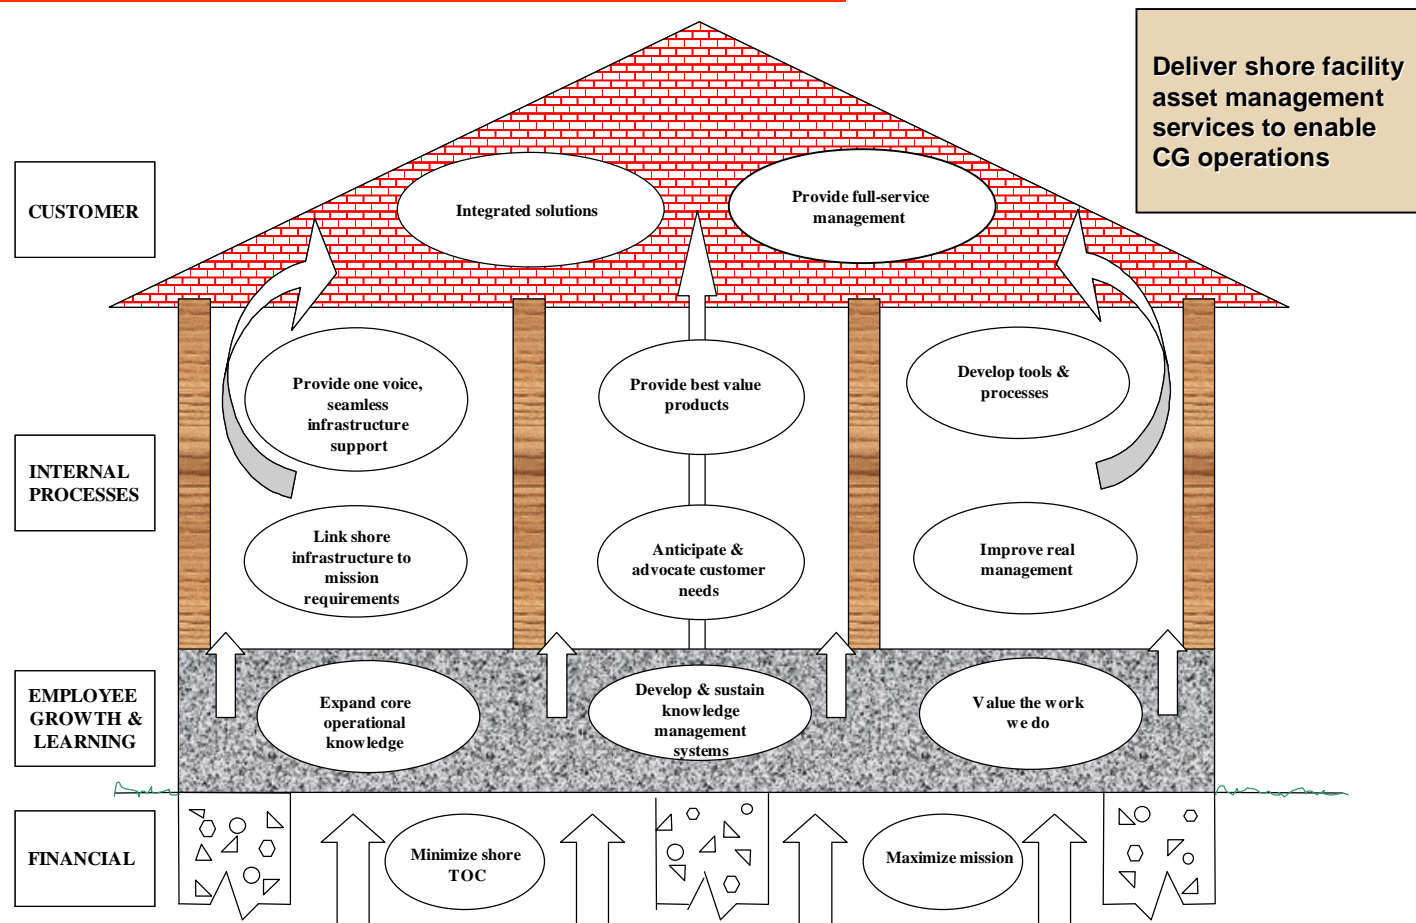 Deliver shore facility
asset management
services to enable
CG operations
CUSTOMER
Integrated solutions
Provide full-service
management
INTERNAL
PROCESSES
Provide one voice,
seamless
infrastructure
support
Provide best value
products
Develop tools &
processes
Link shore
infrastructure to
mission
requirements
Anticipate &
advocate customer
needs
Improve real
management
EMPLOYEE
GROWTH &
LEARNING
Expand core
operational
knowledge
Develop & sustain
knowledge
management
systems
Value the work
we do
FINANCIAL
Minimize shore
TOC
Maximize mission